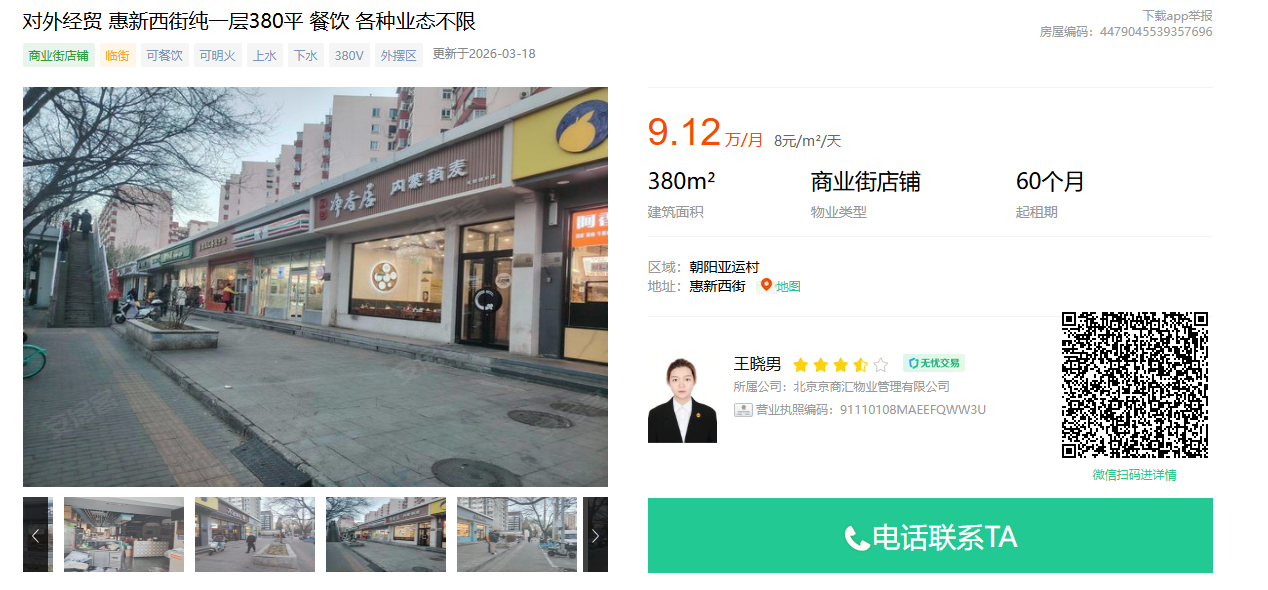 对外经贸 惠新西街纯一层380平 餐饮 各种业态不限
下载app举报
房屋编码：4479045539357696
商业街店铺 临街 可餐饮 可明火 上水 下水 380V 外摆区 更新于2026-03-18
9.12万/月 8元/m²/天
380m² 商业街店铺 60个月
建筑面积 物业类型 起租期
区域：朝阳亚运村
地址：惠新西街 地图
王晓男 无忧交易
所属公司：北京京商汇物业管理有限公司
营业执照编码：91110108MAEEFQWW3U
微信扫码进详情
电话联系TA
内蒙稍麦